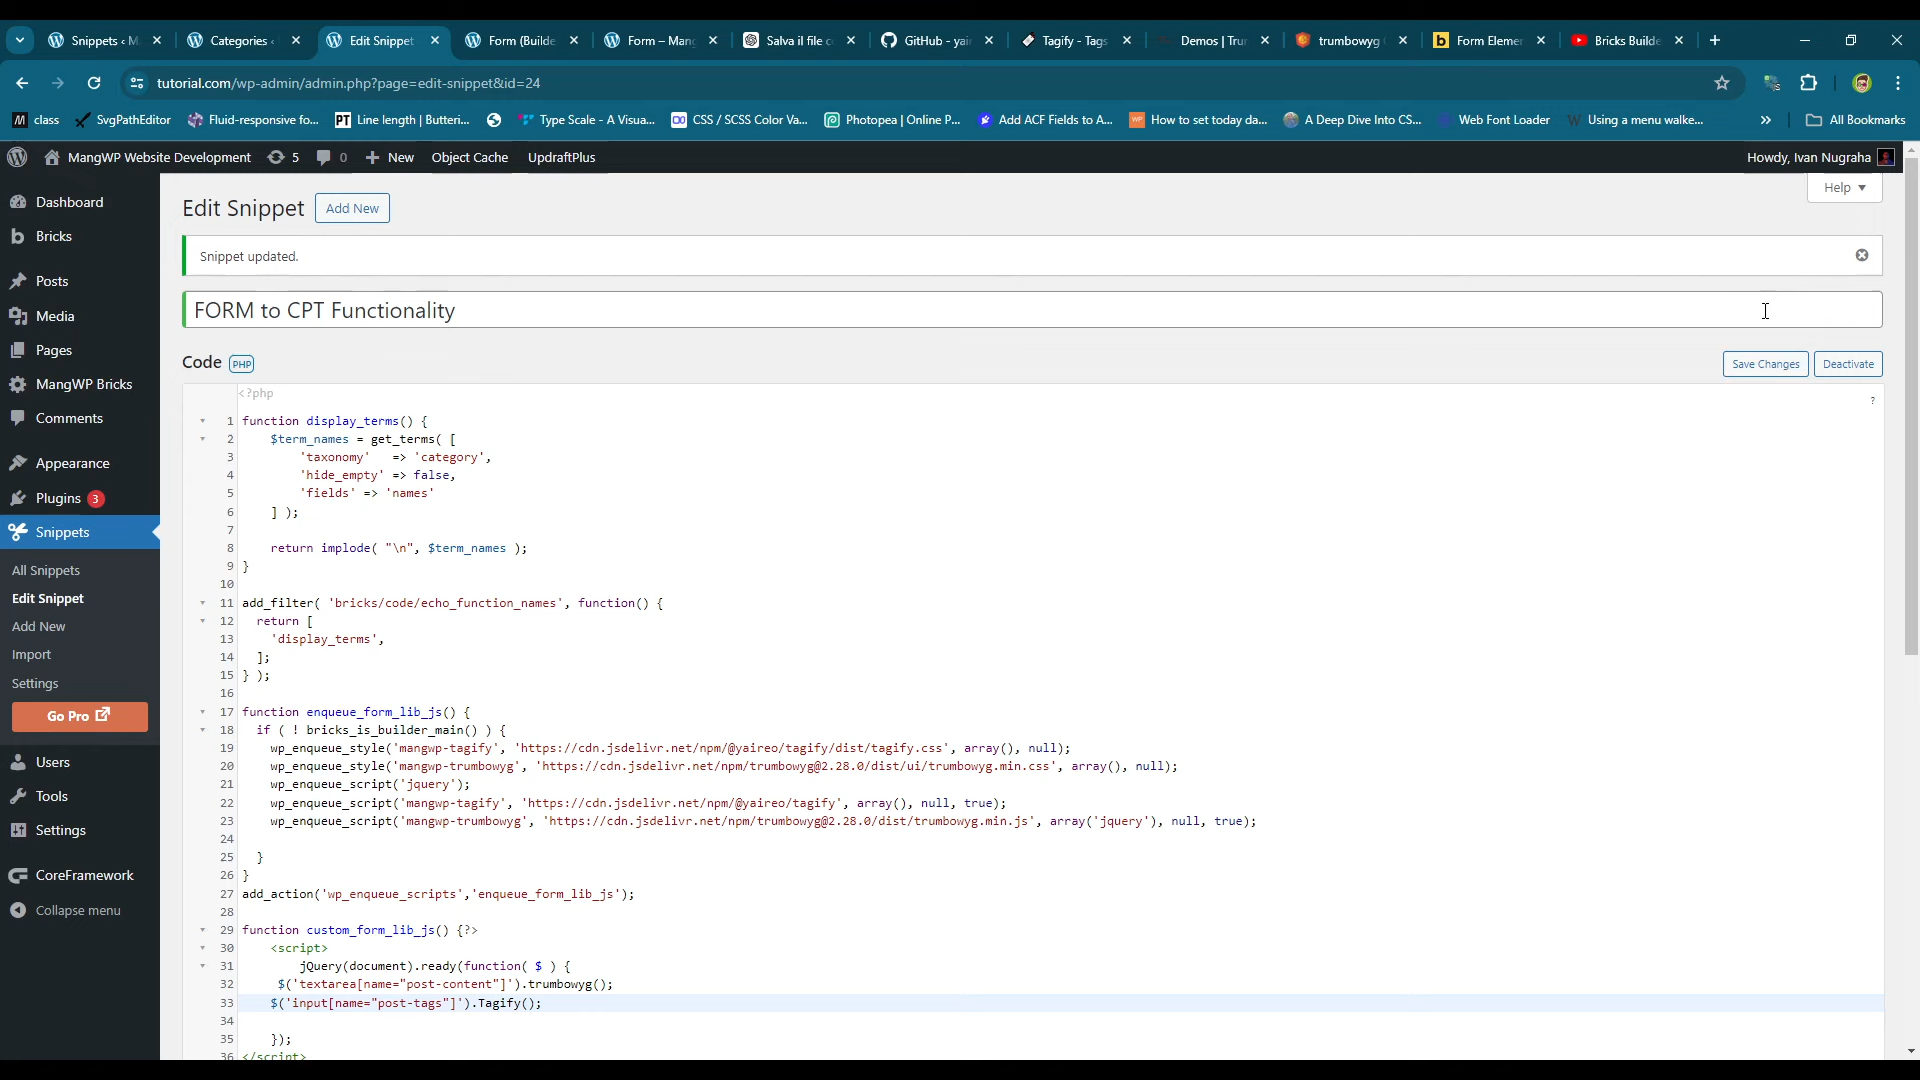 Snippets ‹ M
Categories ‹
Edit Snippet
Form (Builde
Form – Mang
Salva il file c
GitHub - yai
Tagify - Tags
Demos | Tru
trumbowyg
Form Eleme
Bricks Builde
tutorial.com/wp-admin/admin.php?page=edit-snippet&id=24
class
SvgPathEditor
Fluid-responsive fo...
PT Line length | Butteri...
Type Scale - A Visua...
CSS / SCSS Color Va...
Photopea | Online P...
Add ACF Fields to A...
How to set today da...
A Deep Dive Into CS...
Web Font Loader
Using a menu walke...
» All Bookmarks
MangWP Website Development 5 0 + New Object Cache UpdraftPlus
Howdy, Ivan Nugraha
Dashboard
Bricks
Posts
Media
Pages
MangWP Bricks
Comments
Appearance
Plugins 3
Snippets
All Snippets
Edit Snippet
Add New
Import
Settings
Go Pro
Users
Tools
Settings
CoreFramework
Collapse menu
Help
Edit Snippet Add New
Snippet updated.
FORM to CPT Functionality
Code PHP
Save Changes Deactivate
<?php
?
1 function display_terms() {
2 $term_names = get_terms( [
3 'taxonomy' => 'category',
4 'hide_empty' => false,
5 'fields' => 'names'
6 ] );
7
8 return implode( "\n", $term_names );
9 }
10
11 add_filter( 'bricks/code/echo_function_names', function() {
12 return [
13 'display_terms',
14 ];
15 } );
16
17 function enqueue_form_lib_js() {
18 if ( ! bricks_is_builder_main() ) {
19 wp_enqueue_style('mangwp-tagify', 'https://cdn.jsdelivr.net/npm/@yaireo/tagify/dist/tagify.css', array(), null);
20 wp_enqueue_style('mangwp-trumbowyg', 'https://cdn.jsdelivr.net/npm/trumbowyg@2.28.0/dist/ui/trumbowyg.min.css', array(), null);
21 wp_enqueue_script('jquery');
22 wp_enqueue_script('mangwp-tagify', 'https://cdn.jsdelivr.net/npm/@yaireo/tagify', array(), null, true);
23 wp_enqueue_script('mangwp-trumbowyg', 'https://cdn.jsdelivr.net/npm/trumbowyg@2.28.0/dist/trumbowyg.min.js', array('jquery'), null, true);
24
25 }
26 }
27 add_action('wp_enqueue_scripts','enqueue_form_lib_js');
28
29 function custom_form_lib_js() {?>
30 <script>
31 jQuery(document).ready(function( $ ) {
32 $('textarea[name="post-content"]').trumbowyg();
33 $('input[name="post-tags"]').Tagify();
34
35 });
36 </script>